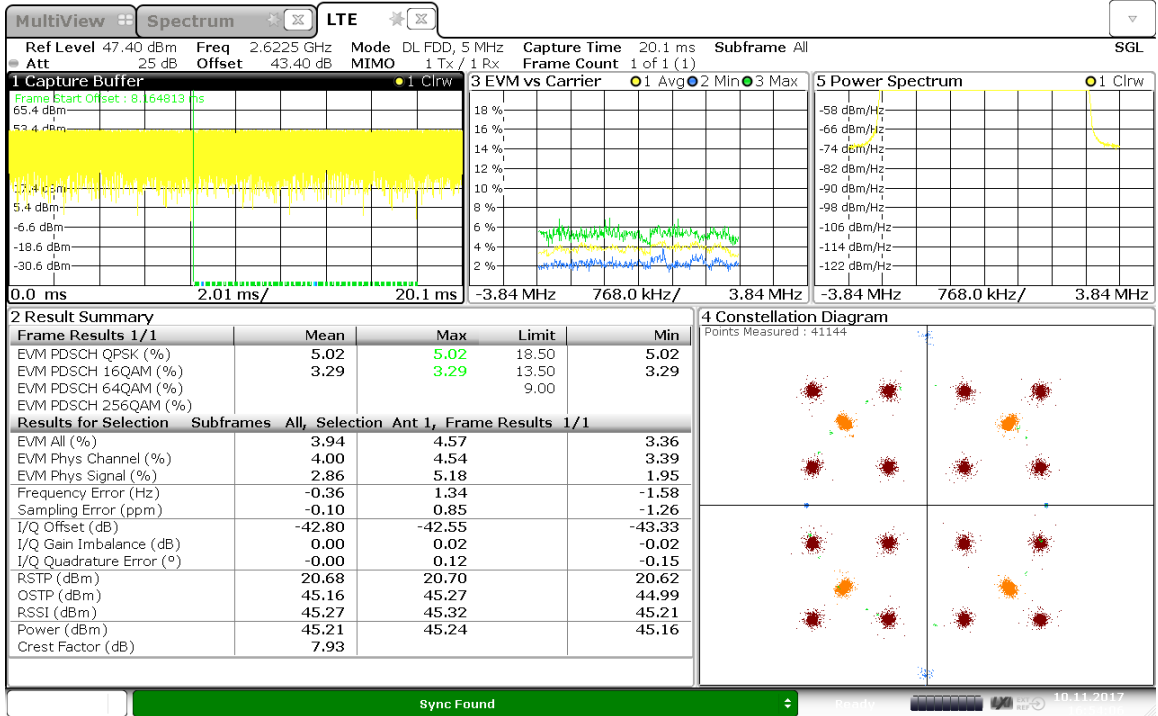 MultiView Spectrum LTE
Ref Level 47.40 dBm Freq 2.6225 GHz Mode DL FDD, 5 MHz Capture Time 20.1 ms Subframe All SGL
Att 25 dB Offset 43.40 dB MIMO 1 Tx / 1 Rx Frame Count 1 of 1 (1)
1 Capture Buffer 1 Clrw
Frame Start Offset : 8.164813 ms
65.4 dBm
53.4 dBm
5.4 dBm
-6.6 dBm
-18.6 dBm
-30.6 dBm
0.0 ms 2.01 ms/ 20.1 ms
3 EVM vs Carrier 1 Avg 2 Min 3 Max
18 %
16 %
14 %
12 %
10 %
8 %
6 %
4 %
2 %
-3.84 MHz 768.0 kHz/ 3.84 MHz
5 Power Spectrum 1 Clrw
-58 dBm/Hz
-66 dBm/Hz
-74 dBm/Hz
-82 dBm/Hz
-90 dBm/Hz
-98 dBm/Hz
-106 dBm/Hz
-114 dBm/Hz
-122 dBm/Hz
-3.84 MHz 768.0 kHz/ 3.84 MHz
2 Result Summary
Frame Results 1/1 Mean Max Limit Min
EVM PDSCH QPSK (%) 5.02 5.02 18.50 5.02
EVM PDSCH 16QAM (%) 3.29 3.29 13.50 3.29
EVM PDSCH 64QAM (%) 9.00
EVM PDSCH 256QAM (%)
Results for Selection Subframes All, Selection Ant 1, Frame Results 1/1
EVM All (%) 3.94 4.57 3.36
EVM Phys Channel (%) 4.00 4.54 3.39
EVM Phys Signal (%) 2.86 5.18 1.95
Frequency Error (Hz) -0.36 1.34 -1.58
Sampling Error (ppm) -0.10 0.85 -1.26
I/Q Offset (dB) -42.80 -42.55 -43.33
I/Q Gain Imbalance (dB) 0.00 0.02 -0.02
I/Q Quadrature Error (°) -0.00 0.12 -0.15
RSTP (dBm) 20.68 20.70 20.62
OSTP (dBm) 45.16 45.27 44.99
RSSI (dBm) 45.27 45.32 45.21
Power (dBm) 45.21 45.24 45.16
Crest Factor (dB) 7.93
4 Constellation Diagram
Points Measured : 41144
Sync Found
Ready
LXI
EXT
REF
10.11.2017